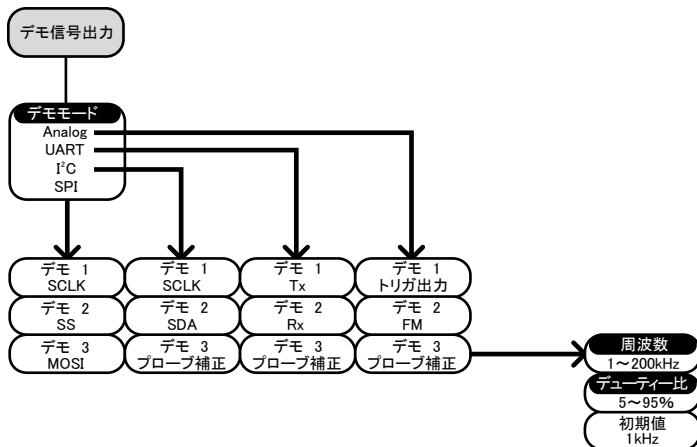 デモ信号出力
デモモード
Analog
UART
I²C
SPI
デモ 1
SCLK
デモ 2
SS
デモ 3
MOSI
デモ 1
SCLK
デモ 2
SDA
デモ 3
プローブ補正
デモ 1
Tx
デモ 2
Rx
デモ 3
プローブ補正
デモ 1
トリガ出力
デモ 2
FM
デモ 3
プローブ補正
周波数
1～200kHz
デューティー比
5～95%
初期値
1kHz